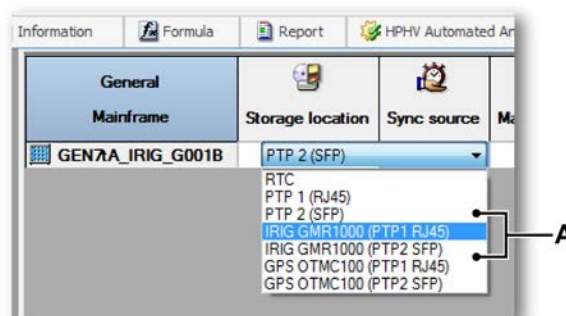 Information Formula Report HPHV Automated An
General
Mainframe Storage location Sync source Ma
GEN7tA_IRIG_G001B PTP 2 (SFP)
RTC
PTP 1 (RJ45)
PTP 2 (SFP)
IRIG GMR1000 (PTP1 RJ45)
IRIG GMR1000 (PTP2 SFP)
GPS OTMC100 (PTP1 RJ45)
GPS OTMC100 (PTP2 SFP)
A